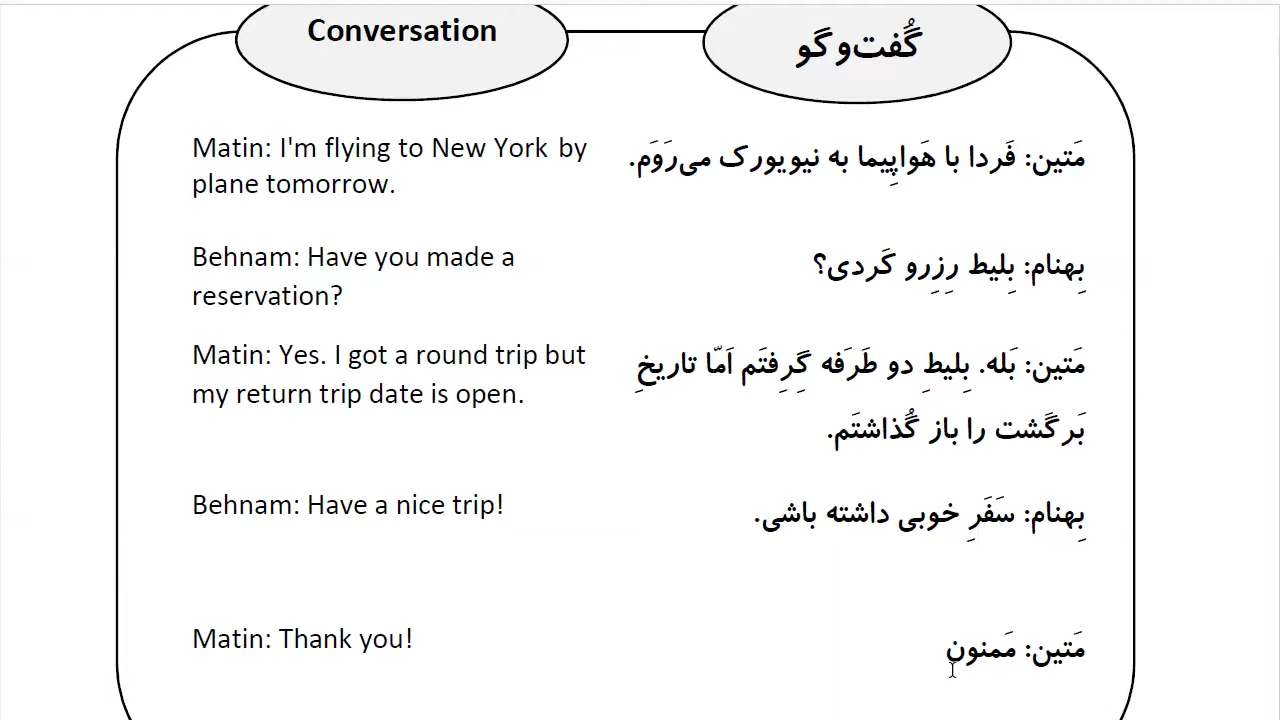 Conversation
گُفت‌و‌گو
Matin: I'm flying to New York by
plane tomorrow.
مَتین: فَردا با هَواپِیما به نیویورک می‌رَوَم.
Behnam: Have you made a
reservation?
بِهنام: بِلیط رِزِرو کَردی؟
Matin: Yes. I got a round trip but
my return trip date is open.
مَتین: بَله. بِلیطِ دو طَرَفه گِرِفتَم اَمّا تاریخِ
بَرگَشت را باز گُذاشتَم.
Behnam: Have a nice trip!
بِهنام: سَفَرِ خوبی داشته باشی.
Matin: Thank you!
مَتین: مَمنون